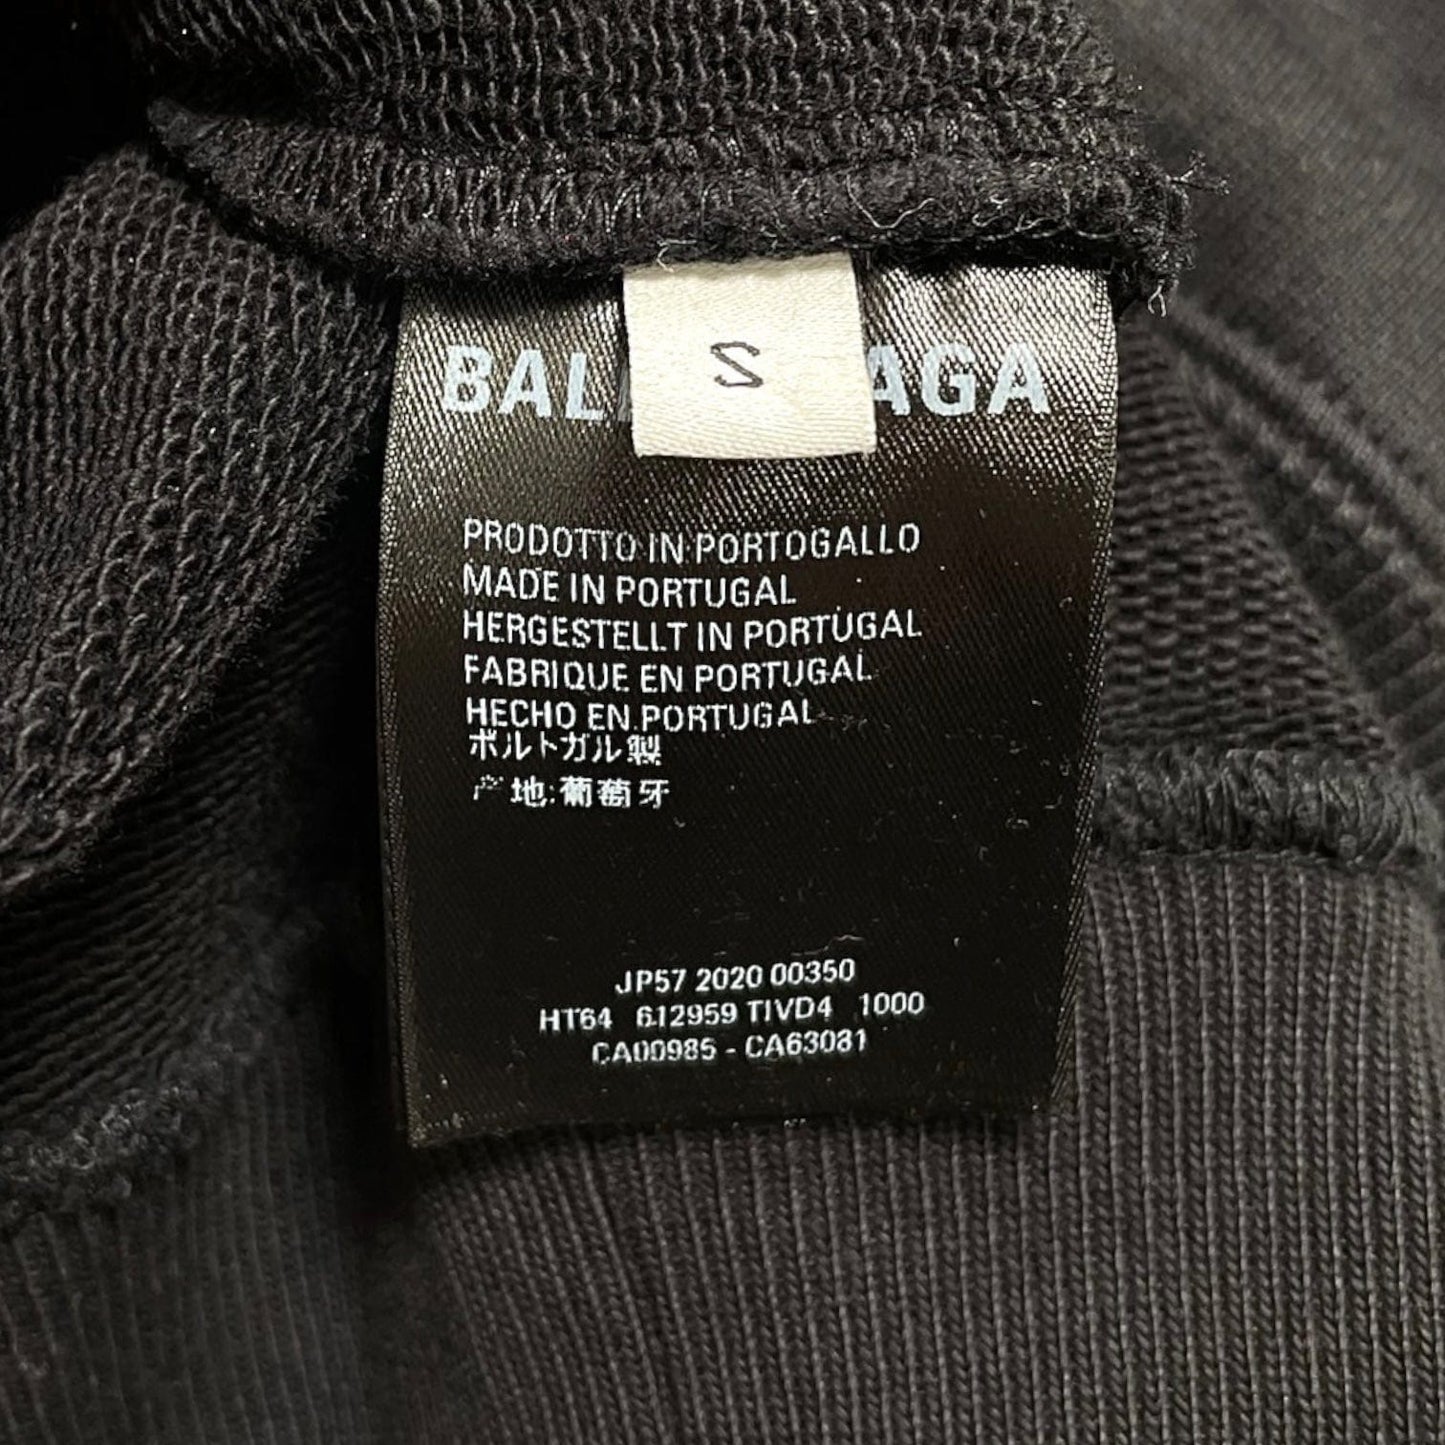 BAL AGA
S
PRODOTTO IN PORTOGALLO
MADE IN PORTUGAL
HERGESTELLT IN PORTUGAL
FABRIQUE EN PORTUGAL
HECHO EN PORTUGAL
ポルトガル製
产地:葡萄牙
JP57 2020 00350
HT64 612959 TIVD4 1000
CA00985 - CA63081